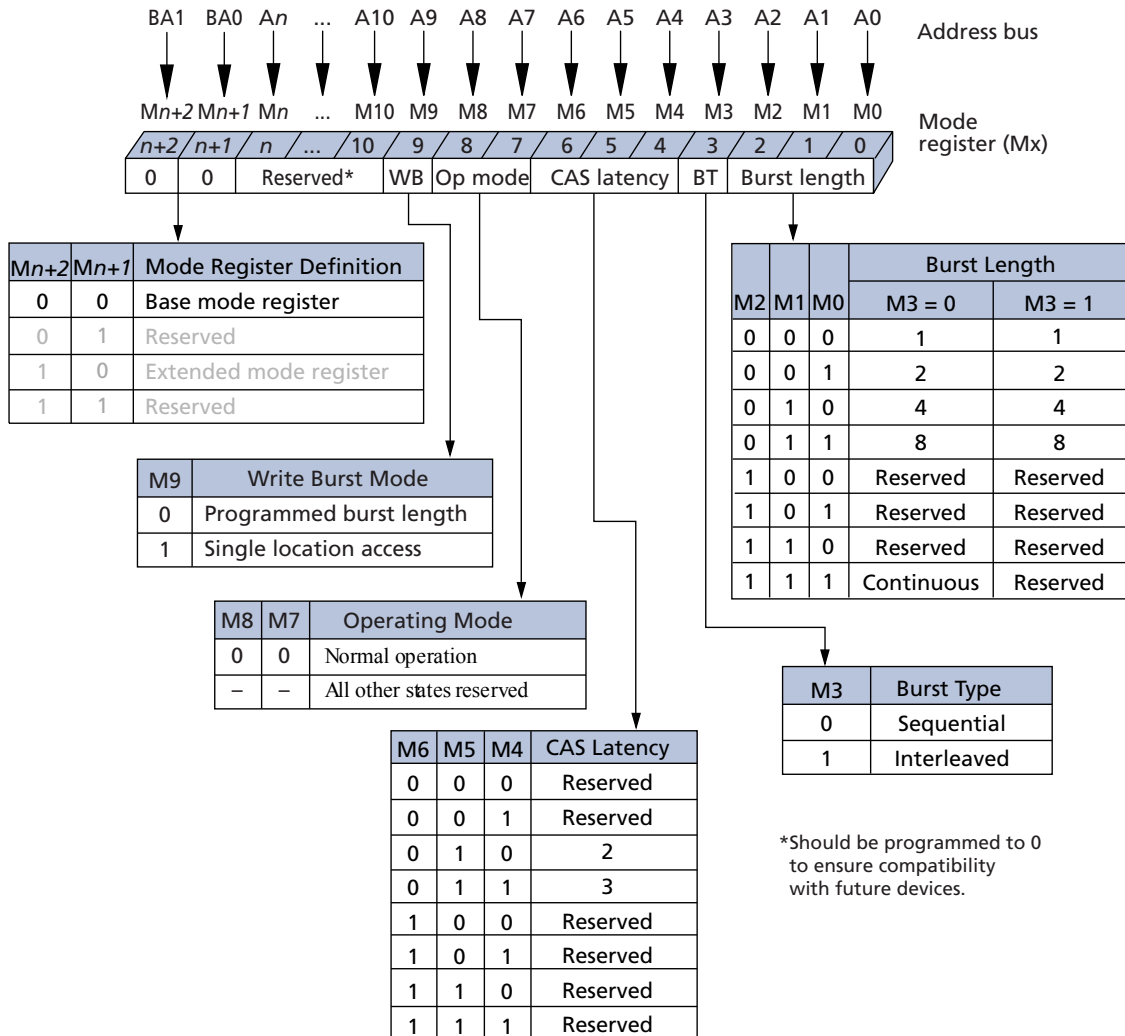 BA1 BA0 An ... A10 A9 A8 A7 A6 A5 A4 A3 A2 A1 A0 Address bus
Mn+2 Mn+1 Mn ... M10 M9 M8 M7 M6 M5 M4 M3 M2 M1 M0 Mode
register (Mx)
n+2 n+1 n ... 10 9 8 7 6 5 4 3 2 1 0
0 0 Reserved* WB Op mode CAS latency BT Burst length
Mn+2 Mn+1 Mode Register Definition
0 0 Base mode register
0 1 Reserved
1 0 Extended mode register
1 1 Reserved
Burst Length
M2 M1 M0 M3 = 0 M3 = 1
0 0 0 1 1
0 0 1 2 2
0 1 0 4 4
0 1 1 8 8
1 0 0 Reserved Reserved
1 0 1 Reserved Reserved
1 1 0 Reserved Reserved
1 1 1 Continuous Reserved
M9 Write Burst Mode
0 Programmed burst length
1 Single location access
M8 M7 Operating Mode
0 0 Normal operation
– – All other states reserved
M3 Burst Type
0 Sequential
1 Interleaved
M6 M5 M4 CAS Latency
0 0 0 Reserved
0 0 1 Reserved
0 1 0 2
0 1 1 3
1 0 0 Reserved
1 0 1 Reserved
1 1 0 Reserved
1 1 1 Reserved
*Should be programmed to 0
to ensure compatibility
with future devices.